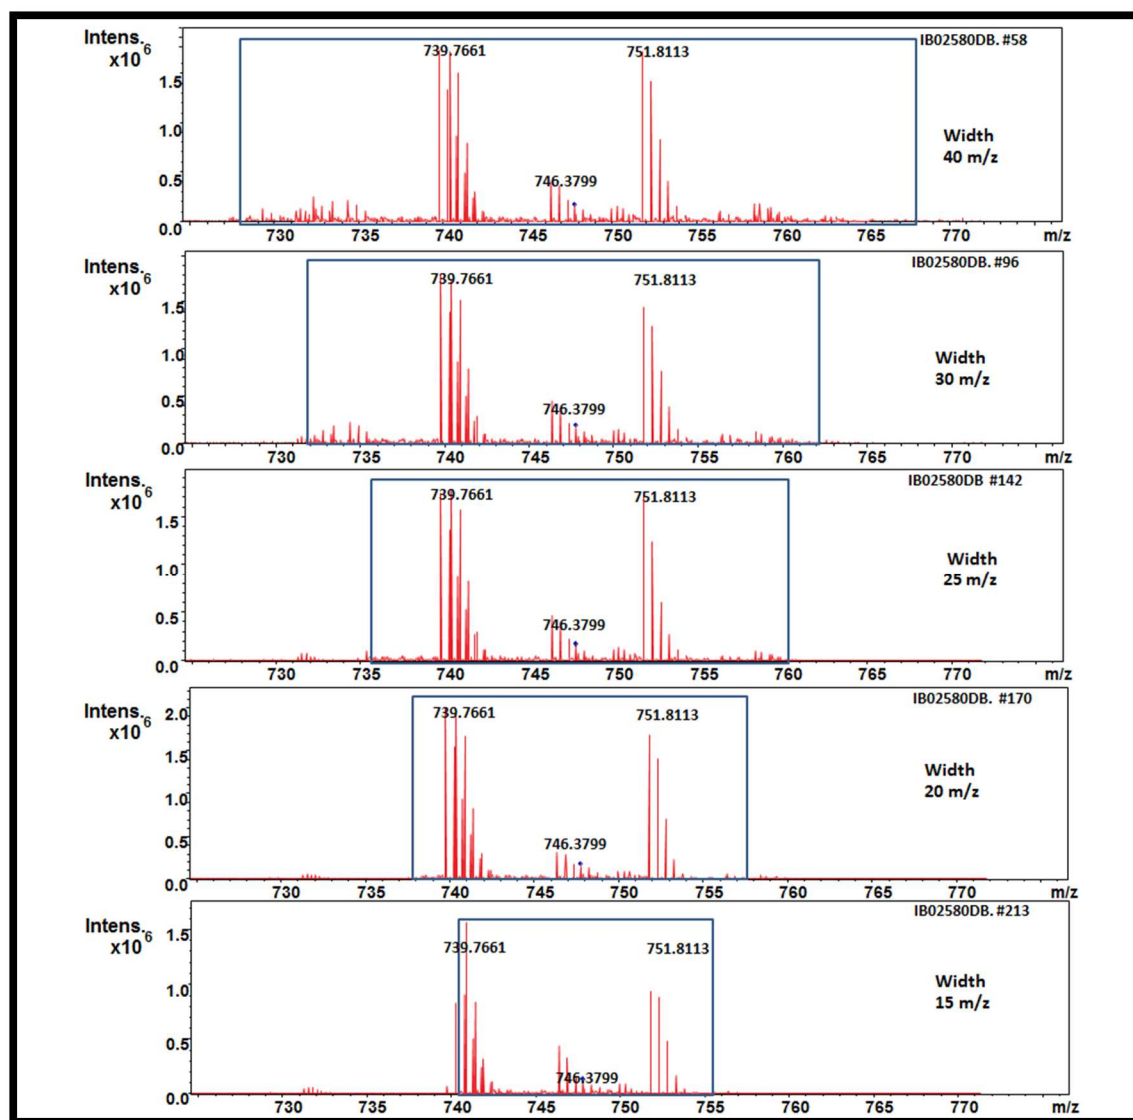 Intens.
x10^6
739.7661
751.8113
IB02580DB. #58
1.5
1.0
0.5
0.0
746.3799
Width
40 m/z
730 735 740 745 750 755 760 765 770 m/z
Intens.
x10^6
739.7661
751.8113
IB02580DB. #96
1.5
1.0
0.5
0.0
746.3799
Width
30 m/z
730 735 740 745 750 755 760 765 770 m/z
Intens.
x10^6
739.7661
751.8113
IB02580DB #142
1.5
1.0
0.5
0.0
746.3799
Width
25 m/z
730 735 740 745 750 755 760 765 770 m/z
Intens.
x10^6
739.7661
751.8113
IB02580DB. #170
2.0
1.5
1.0
0.5
0.0
746.3799
Width
20 m/z
730 735 740 745 750 755 760 765 770 m/z
Intens.
x10^6
739.7661
751.8113
IB02580DB. #213
1.5
1.0
0.5
0.0
746.3799
Width
15 m/z
730 735 740 745 750 755 760 765 770 m/z